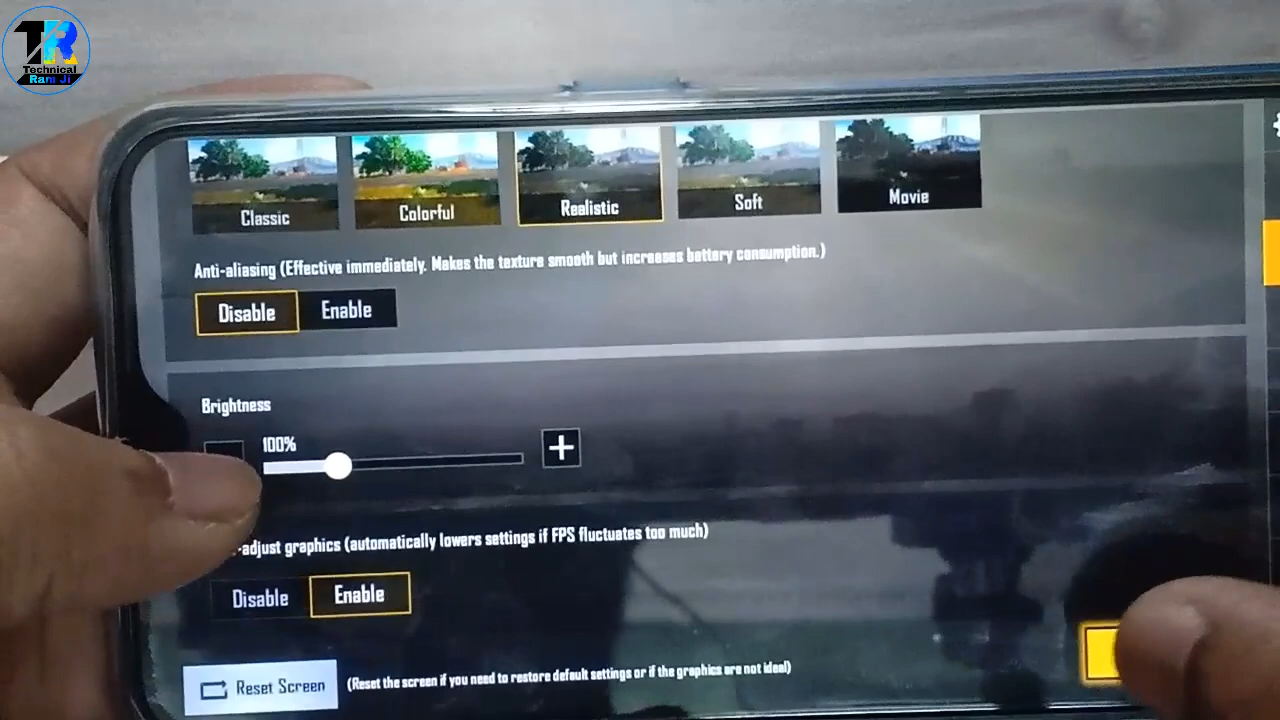 TR
Technical
Ram Ji
Classic
Colorful
Realistic
Soft
Movie
Anti-aliasing (Effective immediately. Makes the texture smooth but increases battery consumption.)
Disable
Enable
Brightness
100%
+
-adjust graphics (automatically lowers settings if FPS fluctuates too much)
Disable
Enable
Reset Screen
(Reset the screen if you need to restore default settings or if the graphics are not ideal)